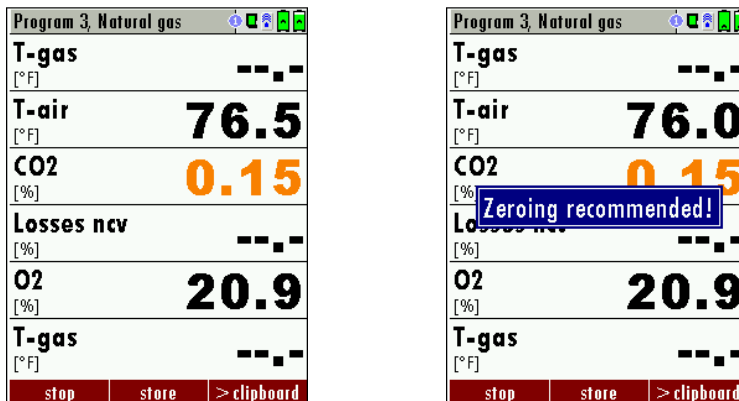 Program 3, Natural gas
T-gas
[°F]
--.-
T-air
[°F]
76.5
CO2
[%]
0.15
Losses ncv
[%]
--.-
O2
[%]
20.9
T-gas
[°F]
--.-
stop store > clipboard
Program 3, Natural gas
T-gas
[°F]
--.-
T-air
[°F]
76.0
CO2
[%]
0.15
Zeroing recommended!
[%]
--.-
O2
[%]
20.9
T-gas
[°F]
--.-
stop store > clipboard